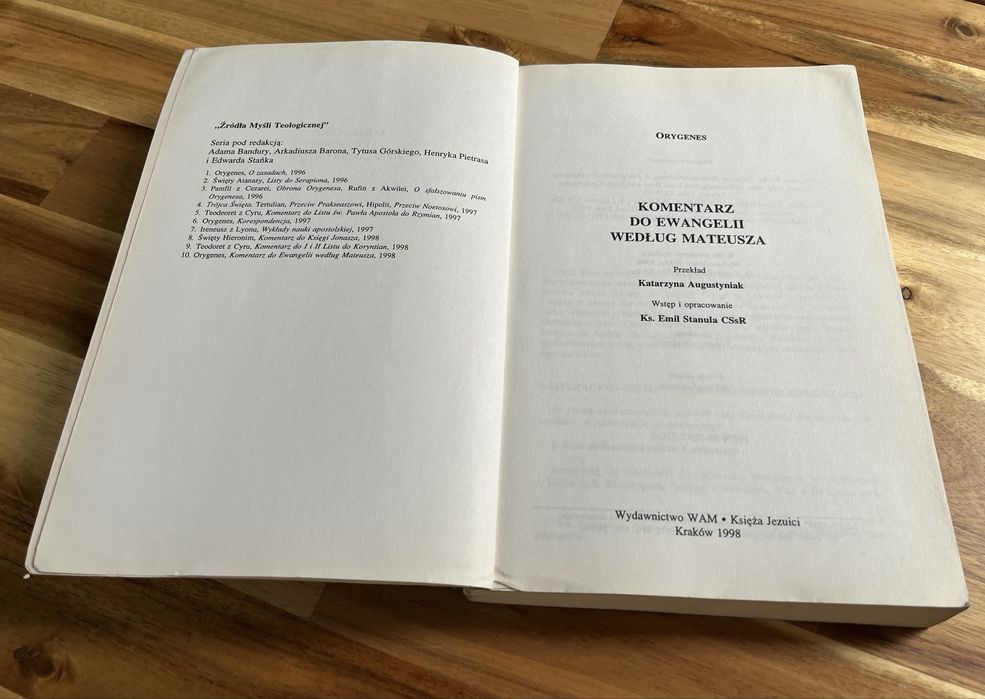 „Źródła Myśli Teologicznej”
Seria pod redakcją:
Adama Bandury, Arkadiusza Barona, Tytusa Górskiego, Henryka Pietrasa
i Edwarda Stańka
1. Orygenes, O zasadach, 1996
2. Święty Atanazy, Listy do Serapiona, 1996
3. Pamfil z Cezarei, Obrona Orygenesa, Rufin z Akwilei, O sfałszowaniu pism
Orygenesa, 1996
4. Trójca Święta. Tertulian, Przeciw Prakseaszowi, Hipolit, Przeciw Noetosowi, 1997
5. Teodeoret z Cyru, Komentarz do Listu św. Pawła Apostoła do Rzymian, 1997
6. Orygenes, Korespondencja, 1997
7. Ireneusz z Lyonu, Wykłady nauki apostolskiej, 1997
8. Święty Hieronim, Komentarz do Księgi Jonasza, 1998
9. Teodoret z Cyru, Komentarz do I i II Listu do Koryntian, 1998
10. Orygenes, Komentarz do Ewangelii według Mateusza, 1998
ORYGENES
KOMENTARZ
DO EWANGELII
WEDŁUG MATEUSZA
Przekład
Katarzyna Augustyniak
Wstęp i opracowanie
Ks. Emil Stanula CSsR
Wydawnictwo WAM • Księża Jezuici
Kraków 1998